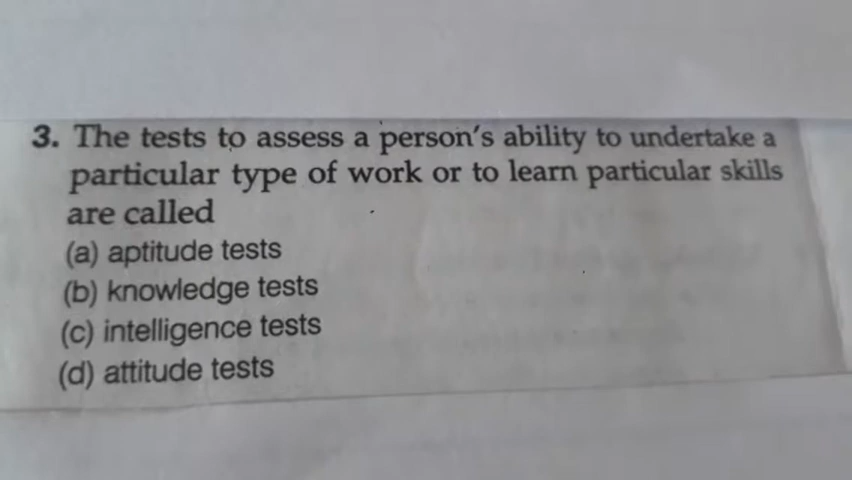 3. The tests to assess a person's ability to undertake a
particular type of work or to learn particular skills
are called
(a) aptitude tests
(b) knowledge tests
(c) intelligence tests
(d) attitude tests